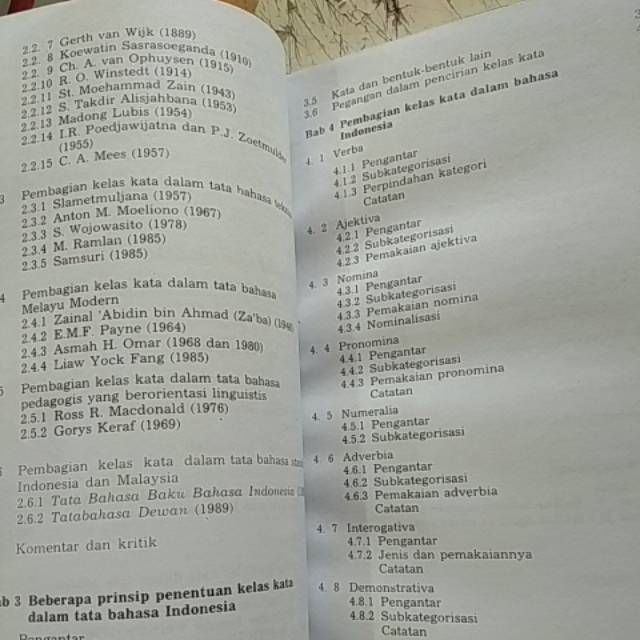 2.2. 7 Gerth van Wijk (1889)
2.2. 8 Koewatin Sasrasoeganda (1910)
2.2. 9 Ch. A. van Ophuysen (1915)
2.2.10 R. O. Winstedt (1914)
2.2.11 St. Moehammad Zain (1943)
2.2.12 S. Takdir Alisjahbana (1953)
2.2.13 Madong Lubis (1954)
2.2.14 I.R. Poedjawijatna dan P.J. Zoetmulder
(1955)
2.2.15 C. A. Mees (1957)
3 Pembagian kelas kata dalam tata bahasa
2.3.1 Slametmuljana (1957)
2.3.2 Anton M. Moeliono (1967)
2.3.3 S. Wojowasito (1978)
2.3.4 M. Ramlan (1985)
2.3.5 Samsuri (1985)
4 Pembagian kelas kata dalam tata bahasa
Melayu Modern
2.4.1 Zainal 'Abidin bin Ahmad (Za'ba)
2.4.2 E.M.F. Payne (1964)
2.4.3 Asmah H. Omar (1968 dan 1980)
2.4.4 Liaw Yock Fang (1985)
Pembagian kelas kata dalam tata bahasa
pedagogis yang berorientasi linguistis
2.5.1 Ross R. Macdonald (1976)
2.5.2 Gorys Keraf (1969)
Pembagian kelas kata dalam tata bahasa
Indonesia dan Malaysia
2.6.1 Tata Bahasa Baku Bahasa Indonesia
2.6.2 Tatabahasa Dewan (1989)
Komentar dan kritik
ab 3 Beberapa prinsip penentuan kelas kata
dalam tata bahasa Indonesia
Pengantar
3.5 Kata dan bentuk-bentuk lain
3.6 Pegangan dalam pencirian kelas kata
Bab 4 Pembagian kelas kata dalam bahasa
Indonesia
4. 1 Verba
4.1.1 Pengantar
4.1.2 Subkategorisasi
4.1.3 Perpindahan kategori
Catatan
4. 2 Ajektiva
4.2.1 Pengantar
4.2.2 Subkategorisasi
4.2.3 Pemakaian ajektiva
4. 3 Nomina
4.3.1 Pengantar
4.3.2 Subkategorisasi
4.3.3 Pemakaian nomina
4.3.4 Nominalisasi
4. 4 Pronomina
4.4.1 Pengantar
4.4.2 Subkategorisasi
4.4.3 Pemakaian pronomina
Catatan
4. 5 Numeralia
4.5.1 Pengantar
4.5.2 Subkategorisasi
4. 6 Adverbia
4.6.1 Pengantar
4.6.2 Subkategorisasi
4.6.3 Pemakaian adverbia
Catatan
4. 7 Interogativa
4.7.1 Pengantar
4.7.2 Jenis dan pemakaiannya
Catatan
4. 8 Demonstrativa
4.8.1 Pengantar
4.8.2 Subkategorisasi
Catatan